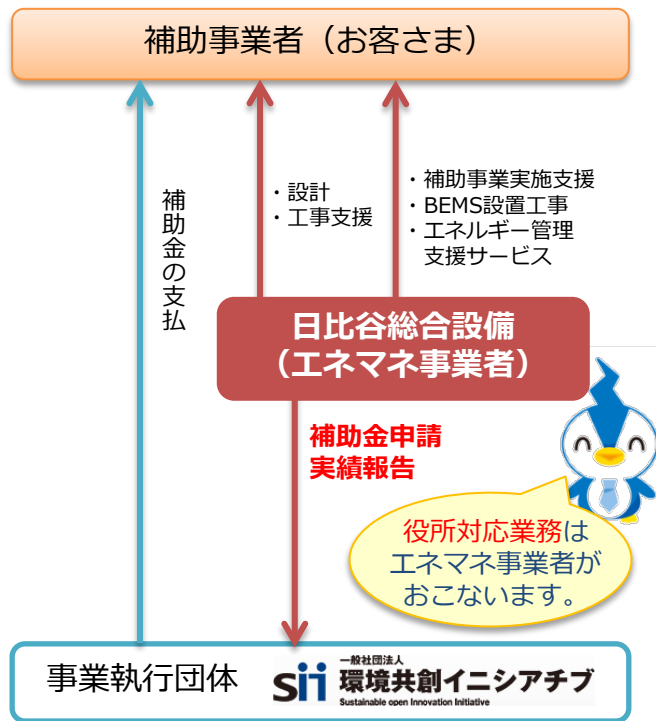 補助事業者（お客さま）
補助金の支払
・設計
・工事支援
・補助事業実施支援
・BEMS設置工事
・エネルギー管理
支援サービス
日比谷総合設備
（エネマネ事業者）
補助金申請
実績報告
役所対応業務は
エネマネ事業者が
おこないます。
事業執行団体
sii
一般社団法人
環境共創イニシアチブ
Sustainable open Innovation Initiative